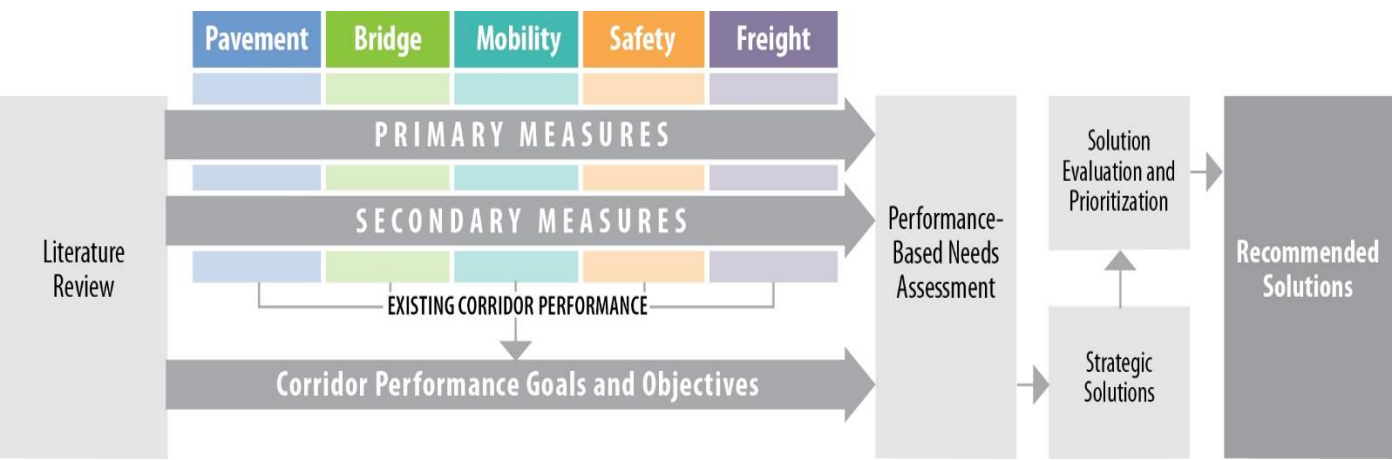 Pavement
Bridge
Mobility
Safety
Freight
PRIMARY MEASURES
SECONDARY MEASURES
EXISTING CORRIDOR PERFORMANCE
Corridor Performance Goals and Objectives
Literature
Review
Performance-
Based Needs
Assessment
Solution
Evaluation and
Prioritization
Strategic
Solutions
Recommended
Solutions